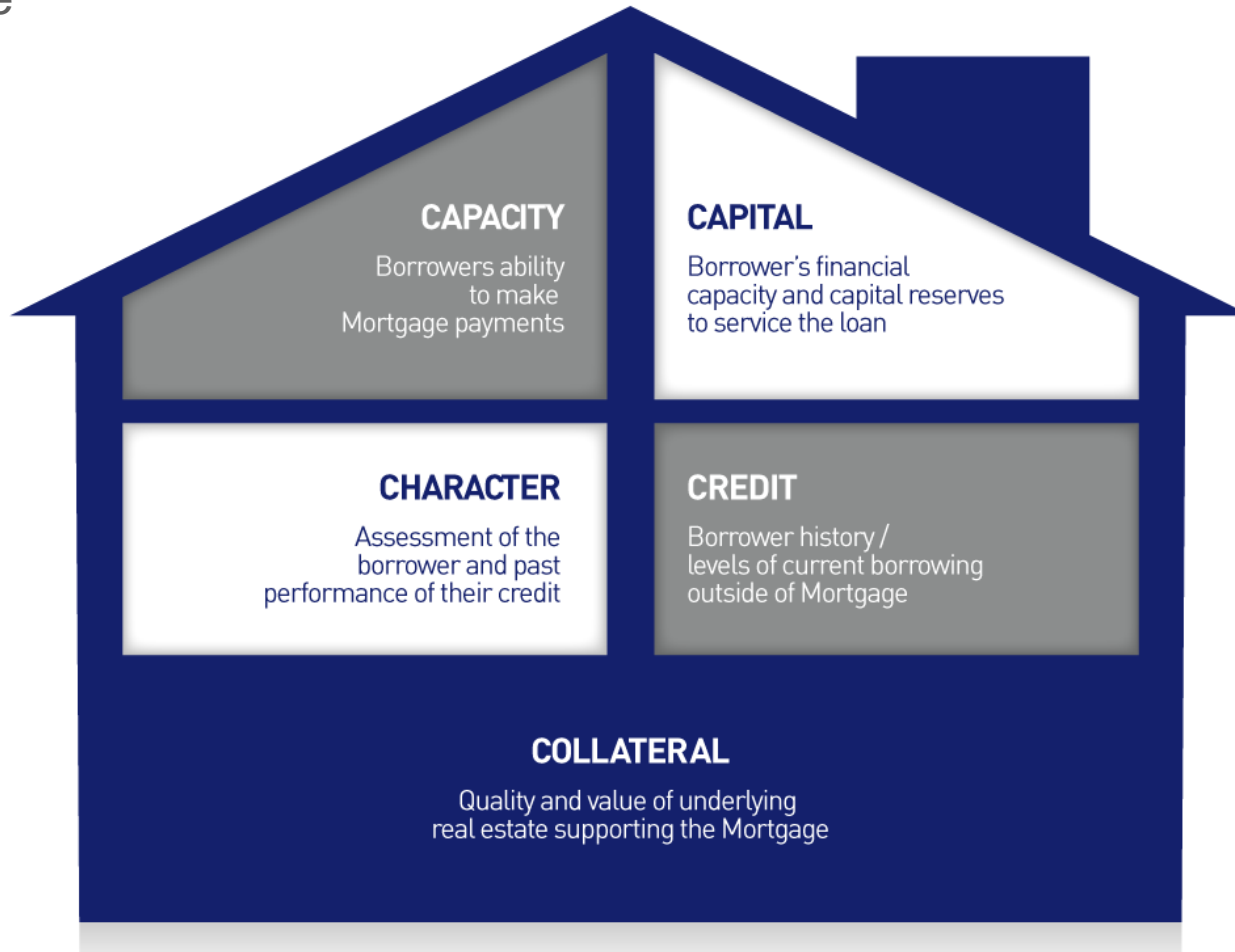 e
CAPACITY
Borrowers ability
to make
Mortgage payments
CAPITAL
Borrower's financial
capacity and capital reserves
to service the loan
CHARACTER
Assessment of the
borrower and past
performance of their credit
CREDIT
Borrower history /
levels of current borrowing
outside of Mortgage
COLLATERAL
Quality and value of underlying
real estate supporting the Mortgage